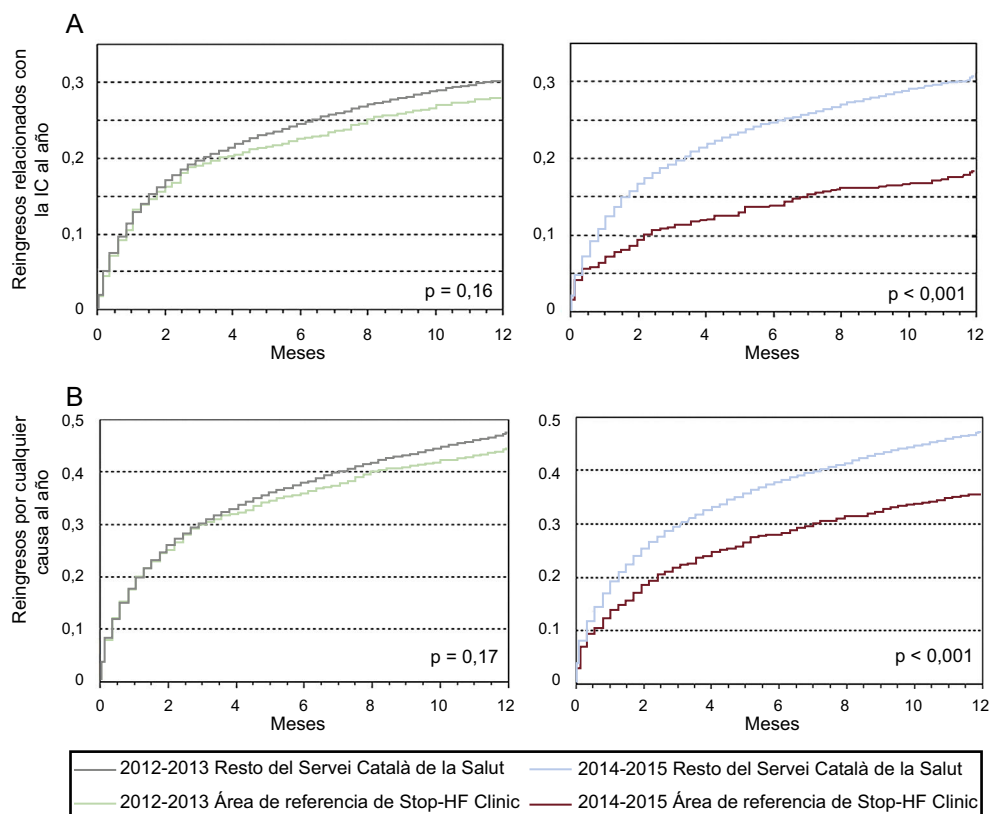 A
Reingresos relacionados con
la IC al año
0,3
0,2
0,1
0
p = 0,16
0 2 4 6 8 10 12
Meses
0,3
0,2
0,1
0
p < 0,001
0 2 4 6 8 10 12
Meses
B
Reingresos por cualquier
causa al año
0,5
0,4
0,3
0,2
0,1
0
p = 0,17
0 2 4 6 8 10 12
Meses
0.5
0.4
0.3
0.2
0.1
0
p < 0,001
0 2 4 6 8 10 12
Meses
2012-2013 Resto del Servei Català de la Salut
2014-2015 Resto del Servei Català de la Salut
2012-2013 Área de referencia de Stop-HF Clinic
2014-2015 Área de referencia de Stop-HF Clinic